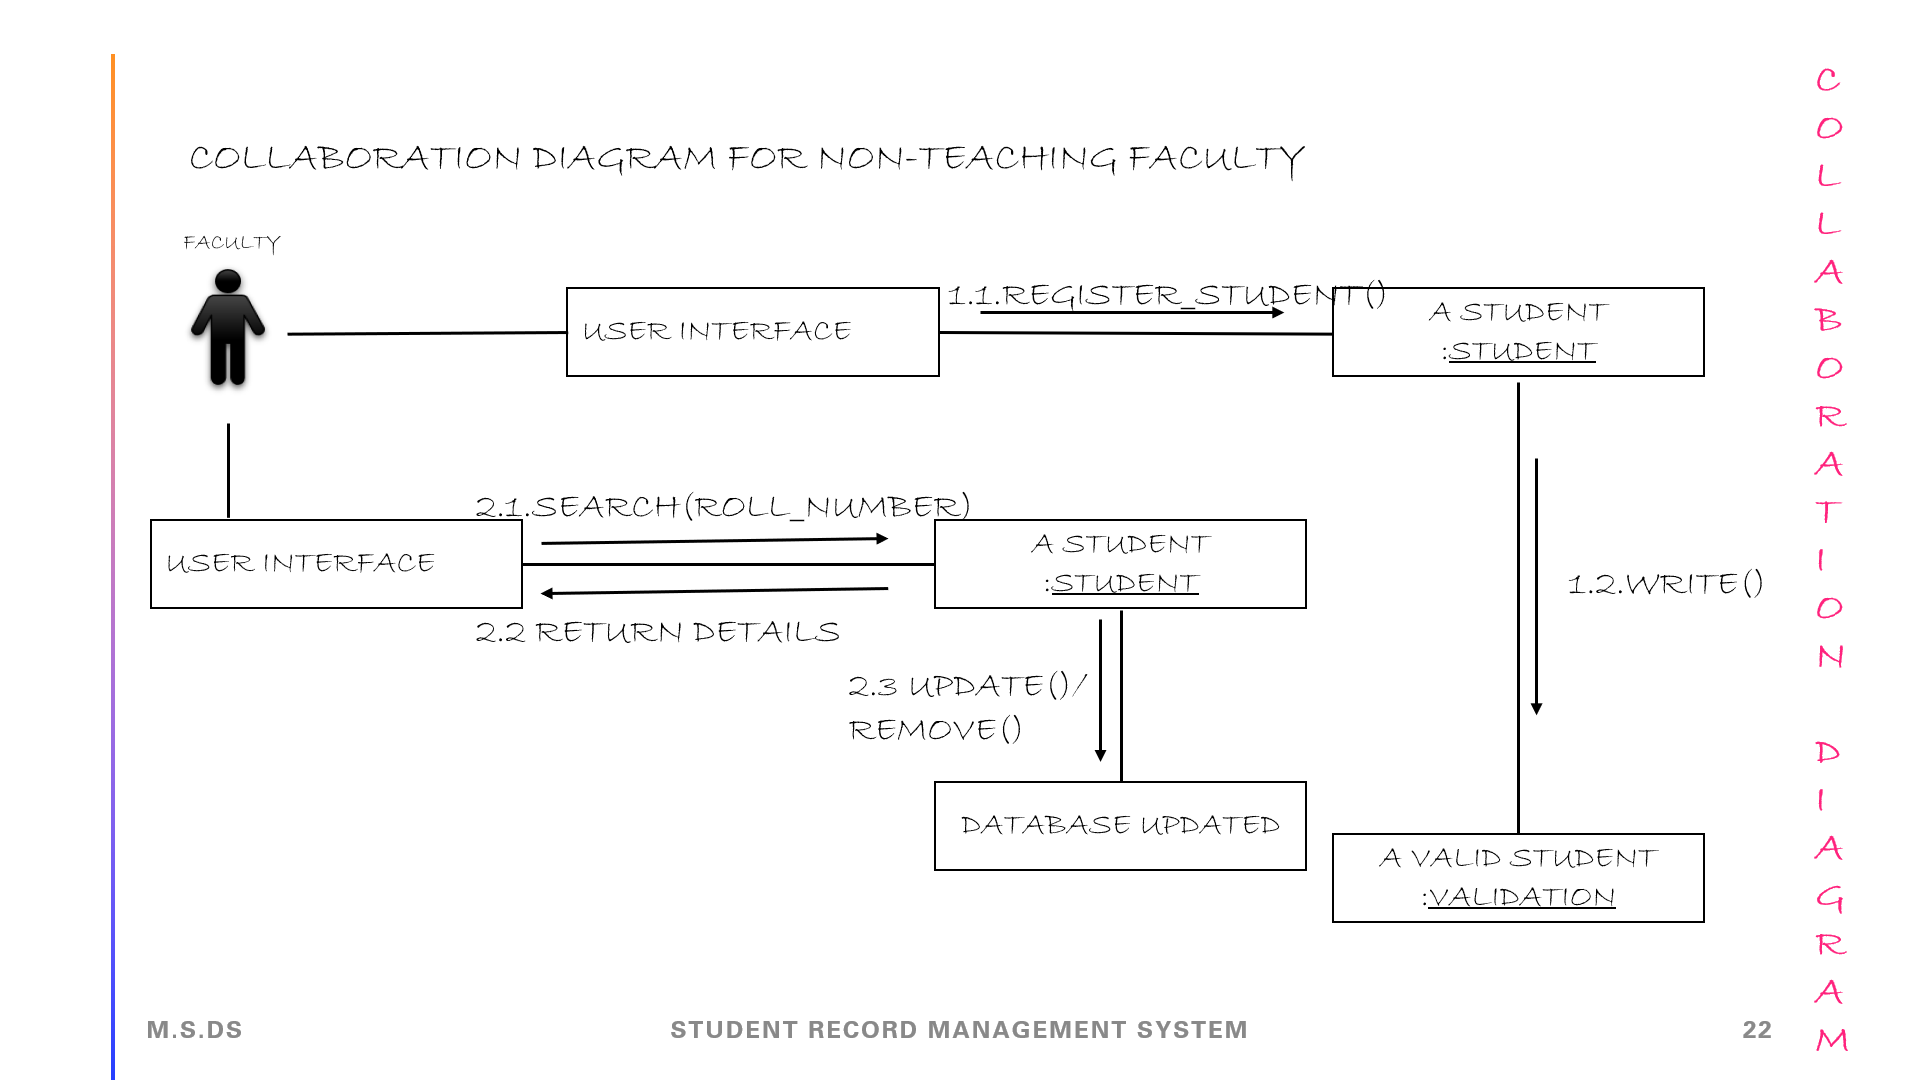 COLLABORATION DIAGRAM FOR NON-TEACHING FACULTY
FACULTY
USER INTERFACE
1.1.REGISTER_STUDENT()
A STUDENT
:STUDENT
2.1.SEARCH(ROLL_NUMBER)
USER INTERFACE
A STUDENT
:STUDENT
2.2 RETURN DETAILS
1.2.WRITE()
2.3 UPDATE()/
REMOVE()
DATABASE UPDATED
A VALID STUDENT
:VALIDATION
M.S.DS
STUDENT RECORD MANAGEMENT SYSTEM
22
COLLABORATION DIAGRAM